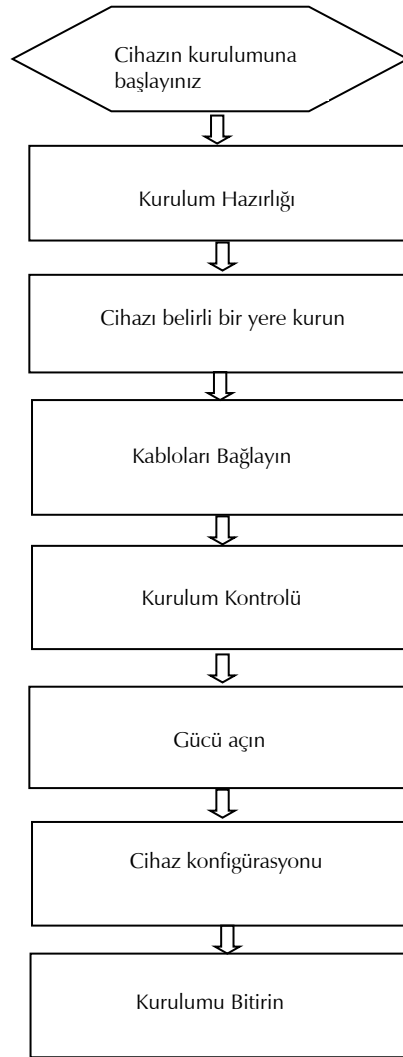 Cihazın kurulumuna
başlayınız
Kurulum Hazırlığı
Cihazı belirli bir yere kurun
Kabloları Bağlayın
Kurulum Kontrolü
Gücü açın
Cihaz konfigürasyonu
Kurulumu Bitirin